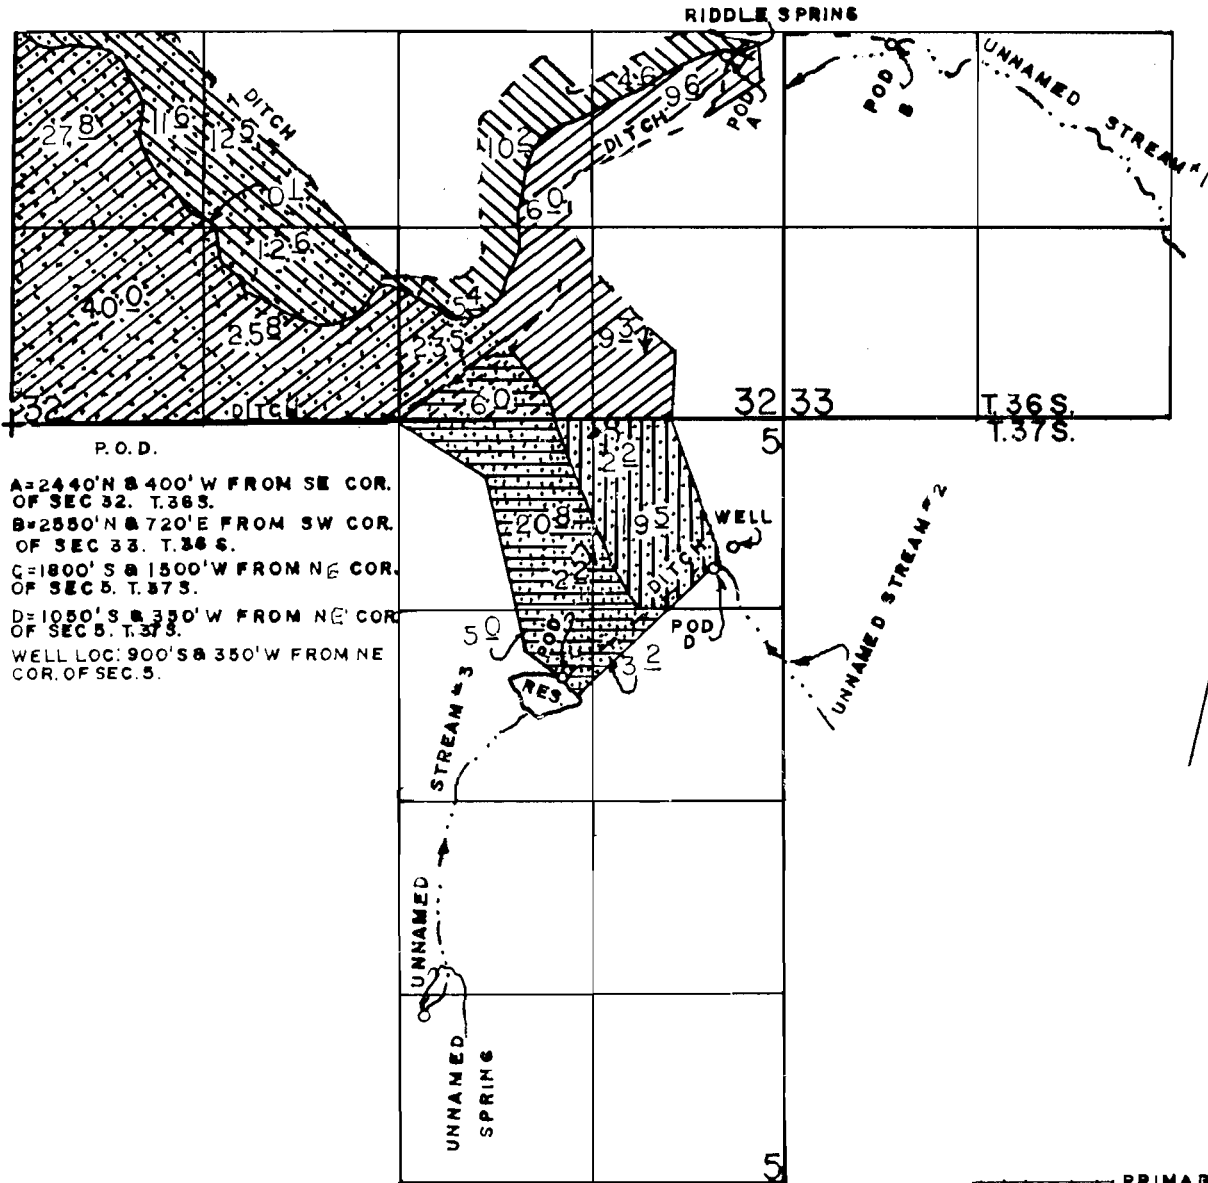 RIDDLE SPRING
UNNAMED STREAM #1
DITCH
POD A
POD B
DITCH
27.8
11.6
12.5
4.6
9.6
10.2
0.1
6.0
12.6
40.0
25.8
5.4
23.5
9.3
6.0
32
DITCH
32 33
T.36S.
T.37S.
5
P.O.D.
A=2440'N & 400' W FROM SE COR.
OF SEC 32. T.36S.
B=2550'N & 720'E FROM SW COR.
OF SEC 33. T.36 S.
C=1800' S & 1500'W FROM NE COR.
OF SEC 5. T.37 S.
D=1050' S & 350' W FROM NE COR
OF SEC 5. T.37S.
WELL LOC: 900'S & 350'W FROM NE
COR. OF SEC. 5.
2.2
20.8
19.5
WELL
2.2
DITCH
POD D
5.0
POD
3.2
RES.
UNNAMED STREAM #2
UNNAMED STREAM #3
UNNAMED SPRING
5